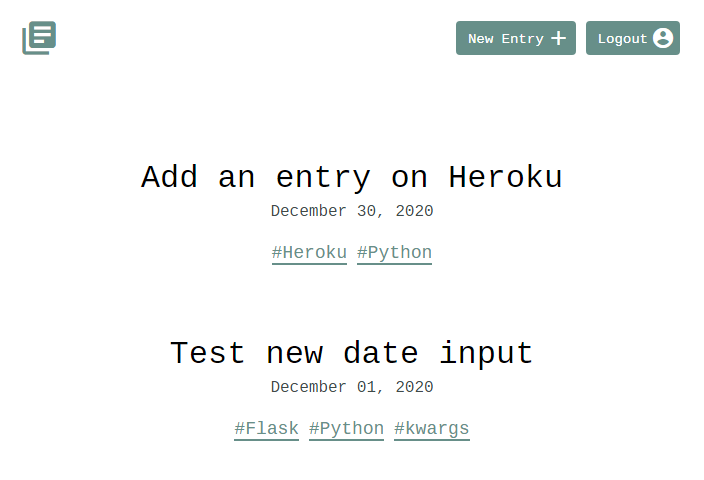 New Entry
Logout
Add an entry on Heroku
December 30, 2020
#Heroku #Python
Test new date input
December 01, 2020
#Flask #Python #kwargs